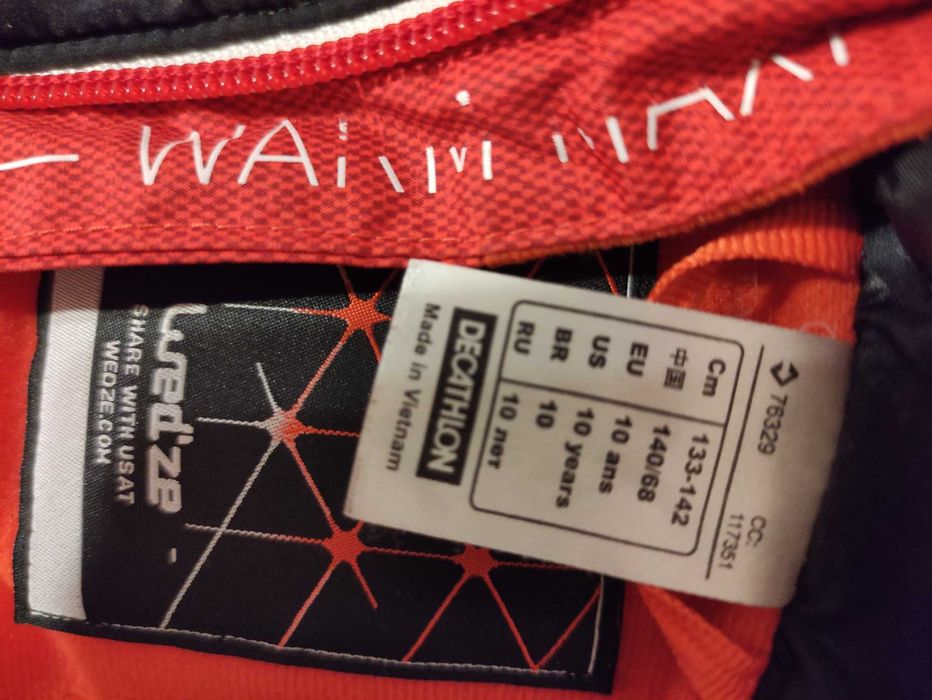 WARM
wed'ze
SHARE WITH US AT
WEDZE.COM
76329
CC:
117351
Cm 133-142
中国 140/68
EU 10 ans
US 10 years
BR 10
RU 10 лет
DECATHLON
Made in Vietnam